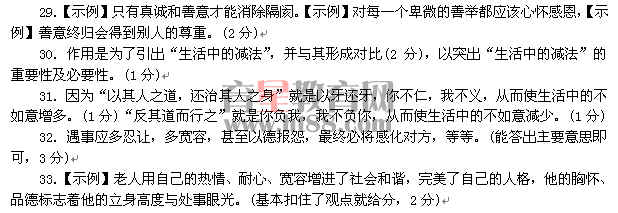 29.【示例】只有真诚和善意才能消除隔阂。【示例】对每一个卑微的善举都应该心怀感恩,【示
例】善意终归会得到别人的尊重。(2 分)
30. 作用是为了引出“生活中的减法”,并与其形成对比(2 分),以突出“生活中的减法”的
重要性及必要性。(1 分)
31. 因为“以其人之道,还治其人之身”就是以牙还牙,你不仁,我不义,从而使生活中的不
如意增多。(1 分)“反其道而行之”就是你负我,我不负你,从而使生活中的不如意减少。(1 分)
32. 遇事应多忍让,多宽容,甚至以德报怨,最终必将感化对方,等等。(能答出主要意思即
可,3 分)
33.【示例】老人用自己的热情、耐心、宽容增进了社会和谐,完美了自己的人格,他的胸怀、
品德标志着他的立身高度与处事眼光。(基本扣住了观点就给分,2 分)